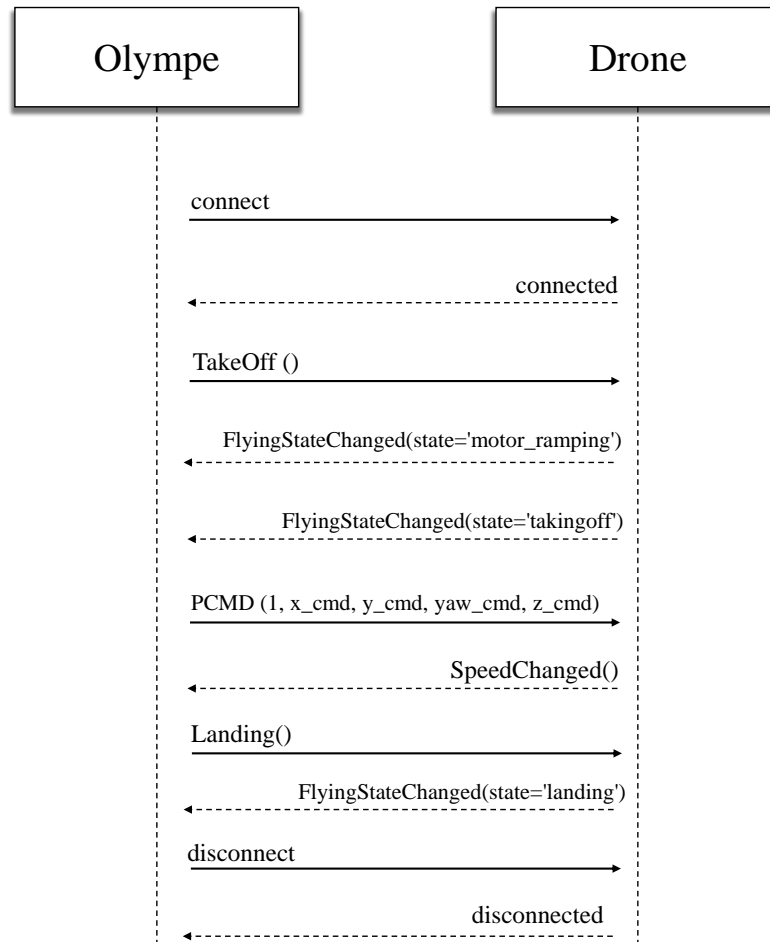 Olympe
Drone
connect
connected
TakeOff ()
FlyingStateChanged(state='motor_ramping')
FlyingStateChanged(state='takingoff')
PCMD (1, x_cmd, y_cmd, yaw_cmd, z_cmd)
SpeedChanged()
Landing()
FlyingStateChanged(state='landing')
disconnect
disconnected